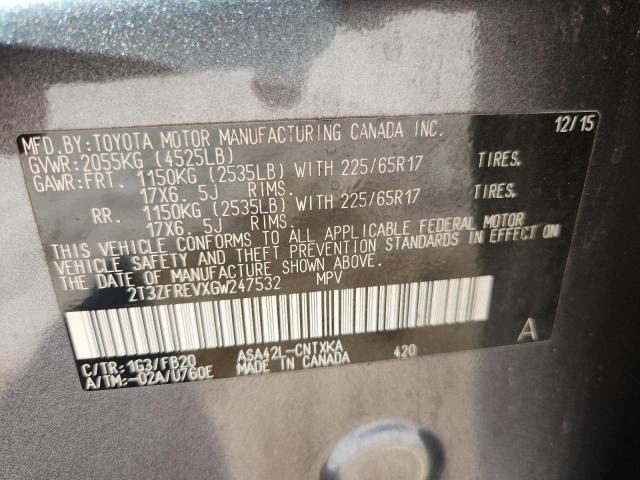 MFD.BY:TOYOTA MOTOR MANUFACTURING CANADA INC. 12/15
GVWR:2055KG (4525LB)
GAWR:FRT. 1150KG (2535LB) WITH 225/65R17 TIRES,
17X6. 5J RIMS.
RR. 1150KG (2535LB) WITH 225/65R17 TIRES,
17X6. 5J RIMS.
THIS VEHICLE CONFORMS TO ALL APPLICABLE FEDERAL MOTOR
VEHICLE SAFETY AND THEFT PREVENTION STANDARDS IN EFFECT ON
THE DATE OF MANUFACTURE SHOWN ABOVE.
2T3ZFREVXGW247532 MPV
A
C/TR:1G3/FB20 ASA42L-CNTXKA 420
A/TM:-02A/U760E MADE IN CANADA